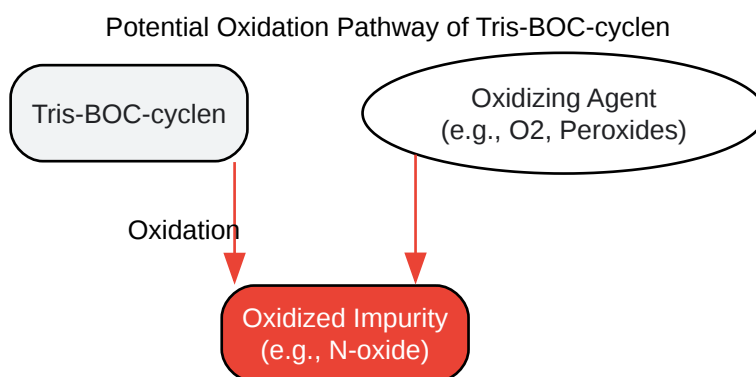 Potential Oxidation Pathway of Tris-BOC-cyclen
Tris-BOC-cyclen
Oxidizing Agent
(e.g., O2, Peroxides)
Oxidation
Oxidized Impurity
(e.g., N-oxide)